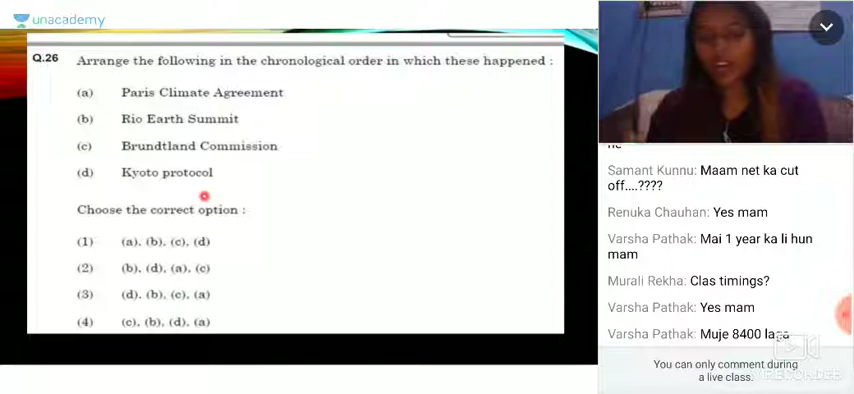 unacademy
Q.26 Arrange the following in the chronological order in which these happened :
(a) Paris Climate Agreement
(b) Rio Earth Summit
(c) Brundtland Commission
(d) Kyoto protocol
Choose the correct option :
(1) (a), (b), (c), (d)
(2) (b), (d), (a), (c)
(3) (d), (b), (c), (a)
(4) (c), (b), (d), (a)
Samant Kunnu: Maam net ka cut
off....????
Renuka Chauhan: Yes mam
Varsha Pathak: Mai 1 year ka li hun
mam
Murali Rekha: Clas timings?
Varsha Pathak: Yes mam
Varsha Pathak: Muje 8400 laga
You can only comment during
a live class.